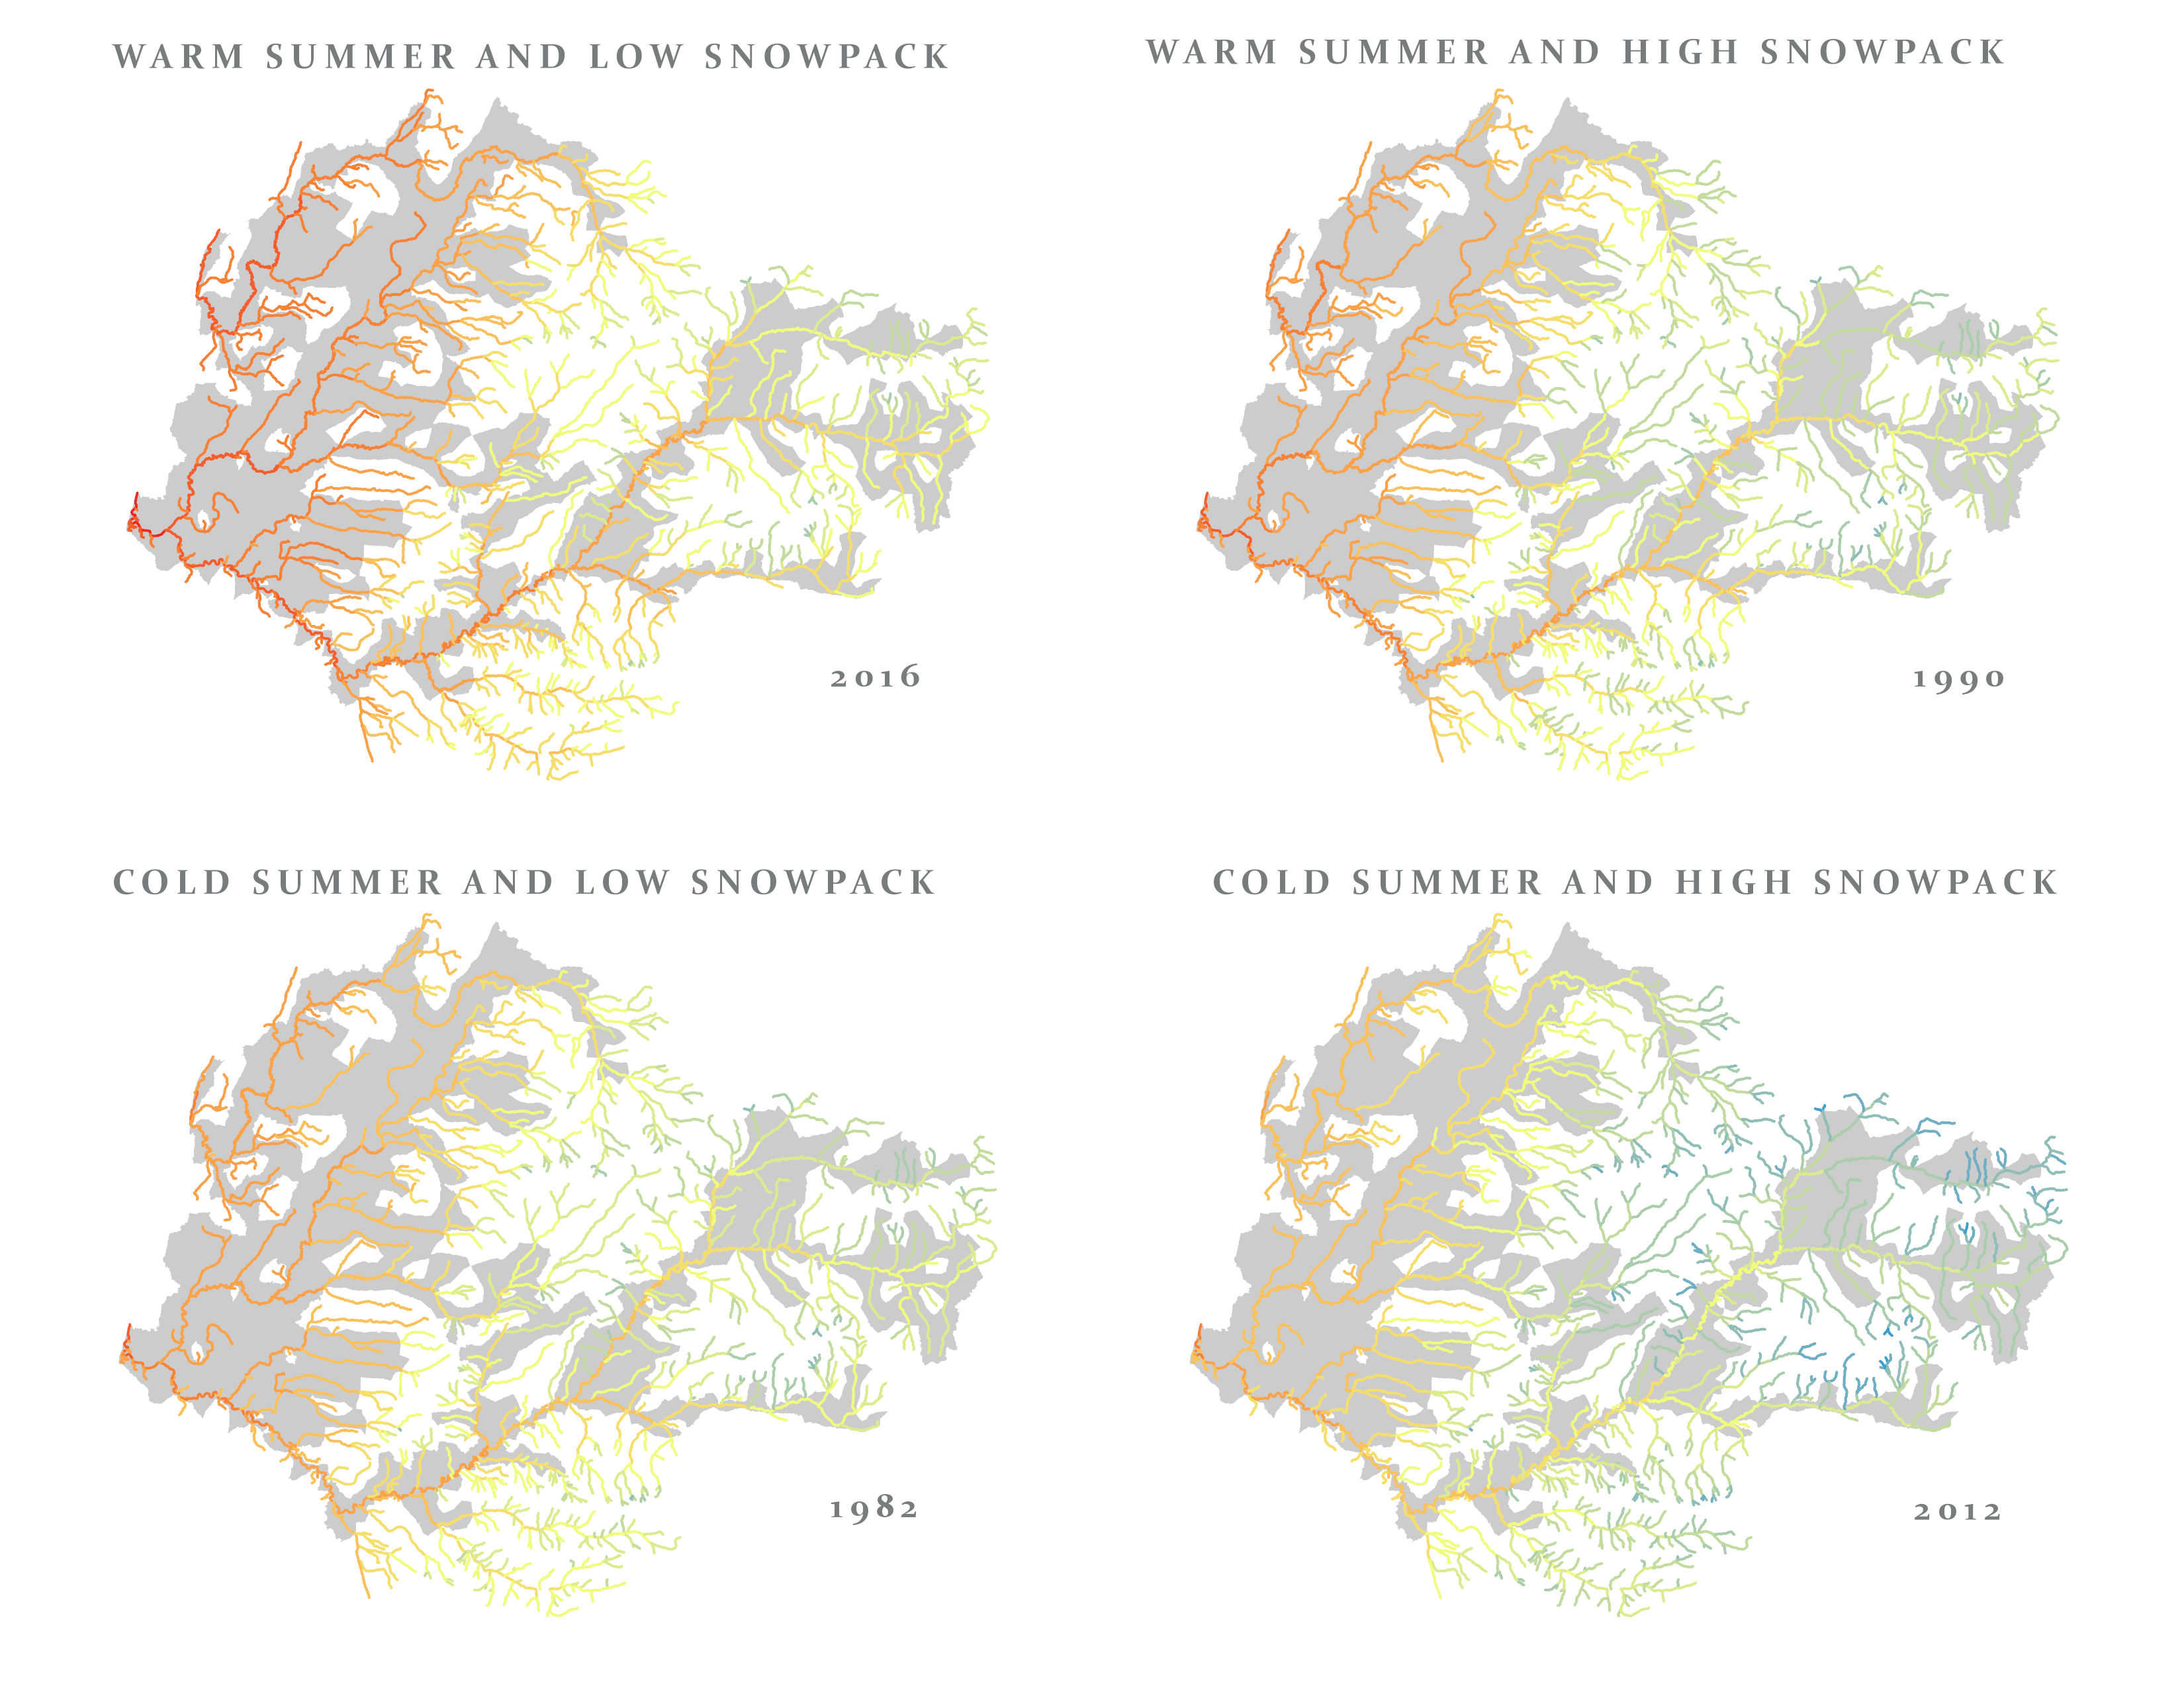 WARM SUMMER AND LOW SNOWPACK
WARM SUMMER AND HIGH SNOWPACK
2016
1990
COLD SUMMER AND LOW SNOWPACK
COLD SUMMER AND HIGH SNOWPACK
1982
2012